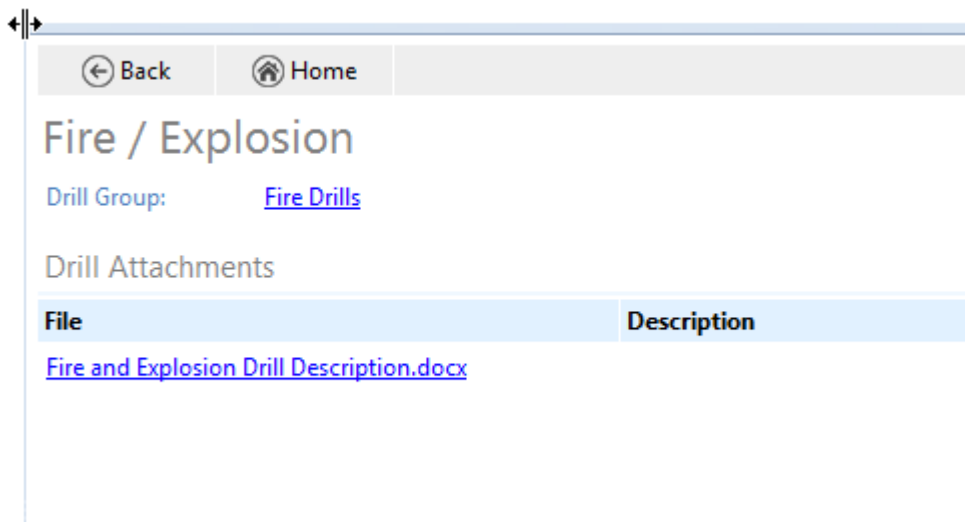 Back Home
Fire / Explosion
Drill Group: Fire Drills
Drill Attachments
File Description
Fire and Explosion Drill Description.docx